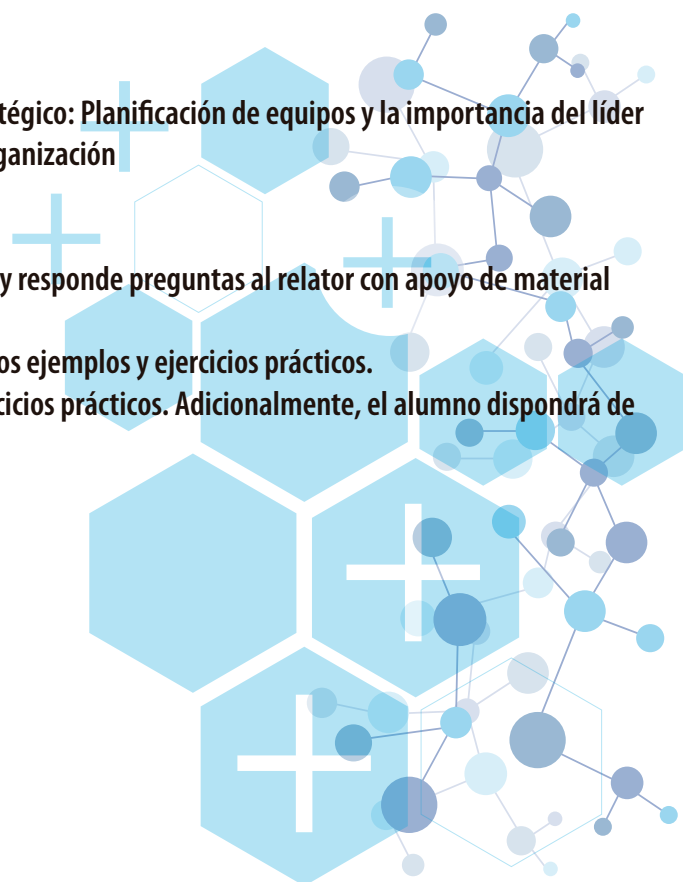 tégico: Planificación de equipos y la importancia del líder
ganización
y responde preguntas al relator con apoyo de material
os ejemplos y ejercicios prácticos.
cicios prácticos. Adicionalmente, el alumno dispondrá de